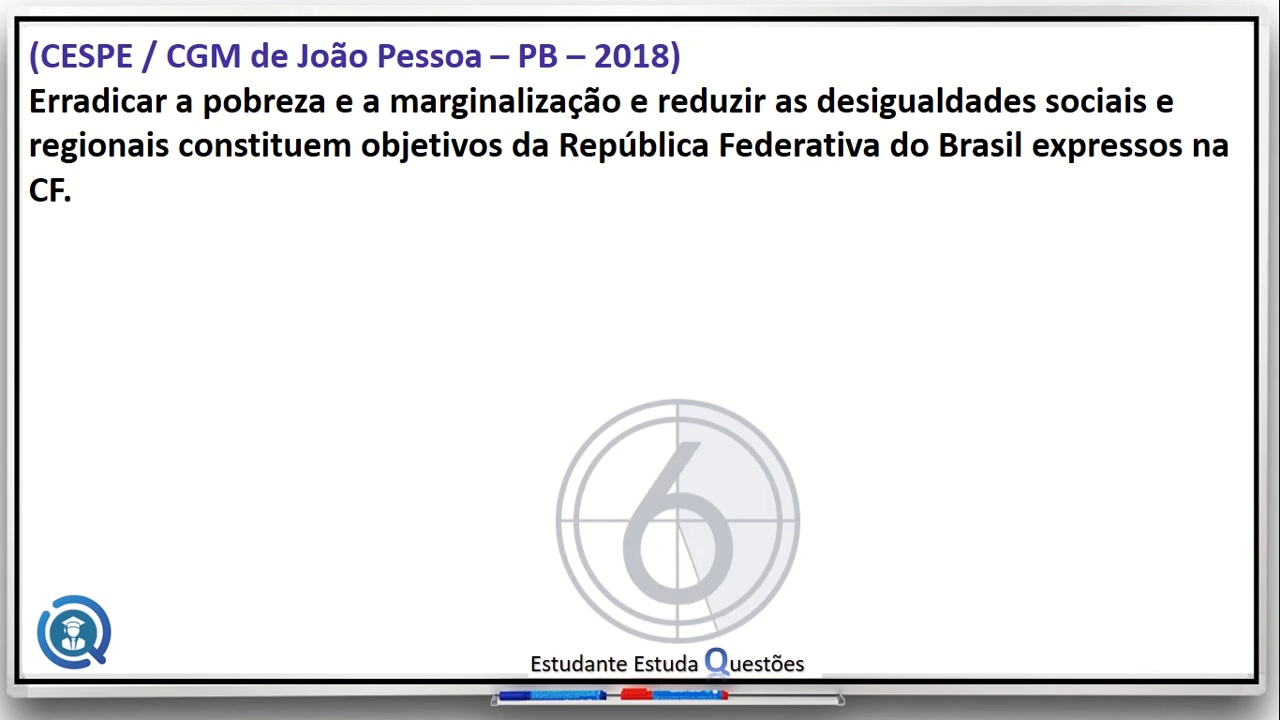 (CESPE / CGM de João Pessoa – PB – 2018)
Erradicar a pobreza e a marginalização e reduzir as desigualdades sociais e
regionais constituem objetivos da República Federativa do Brasil expressos na
CF.
6
Estudante Estuda Questões